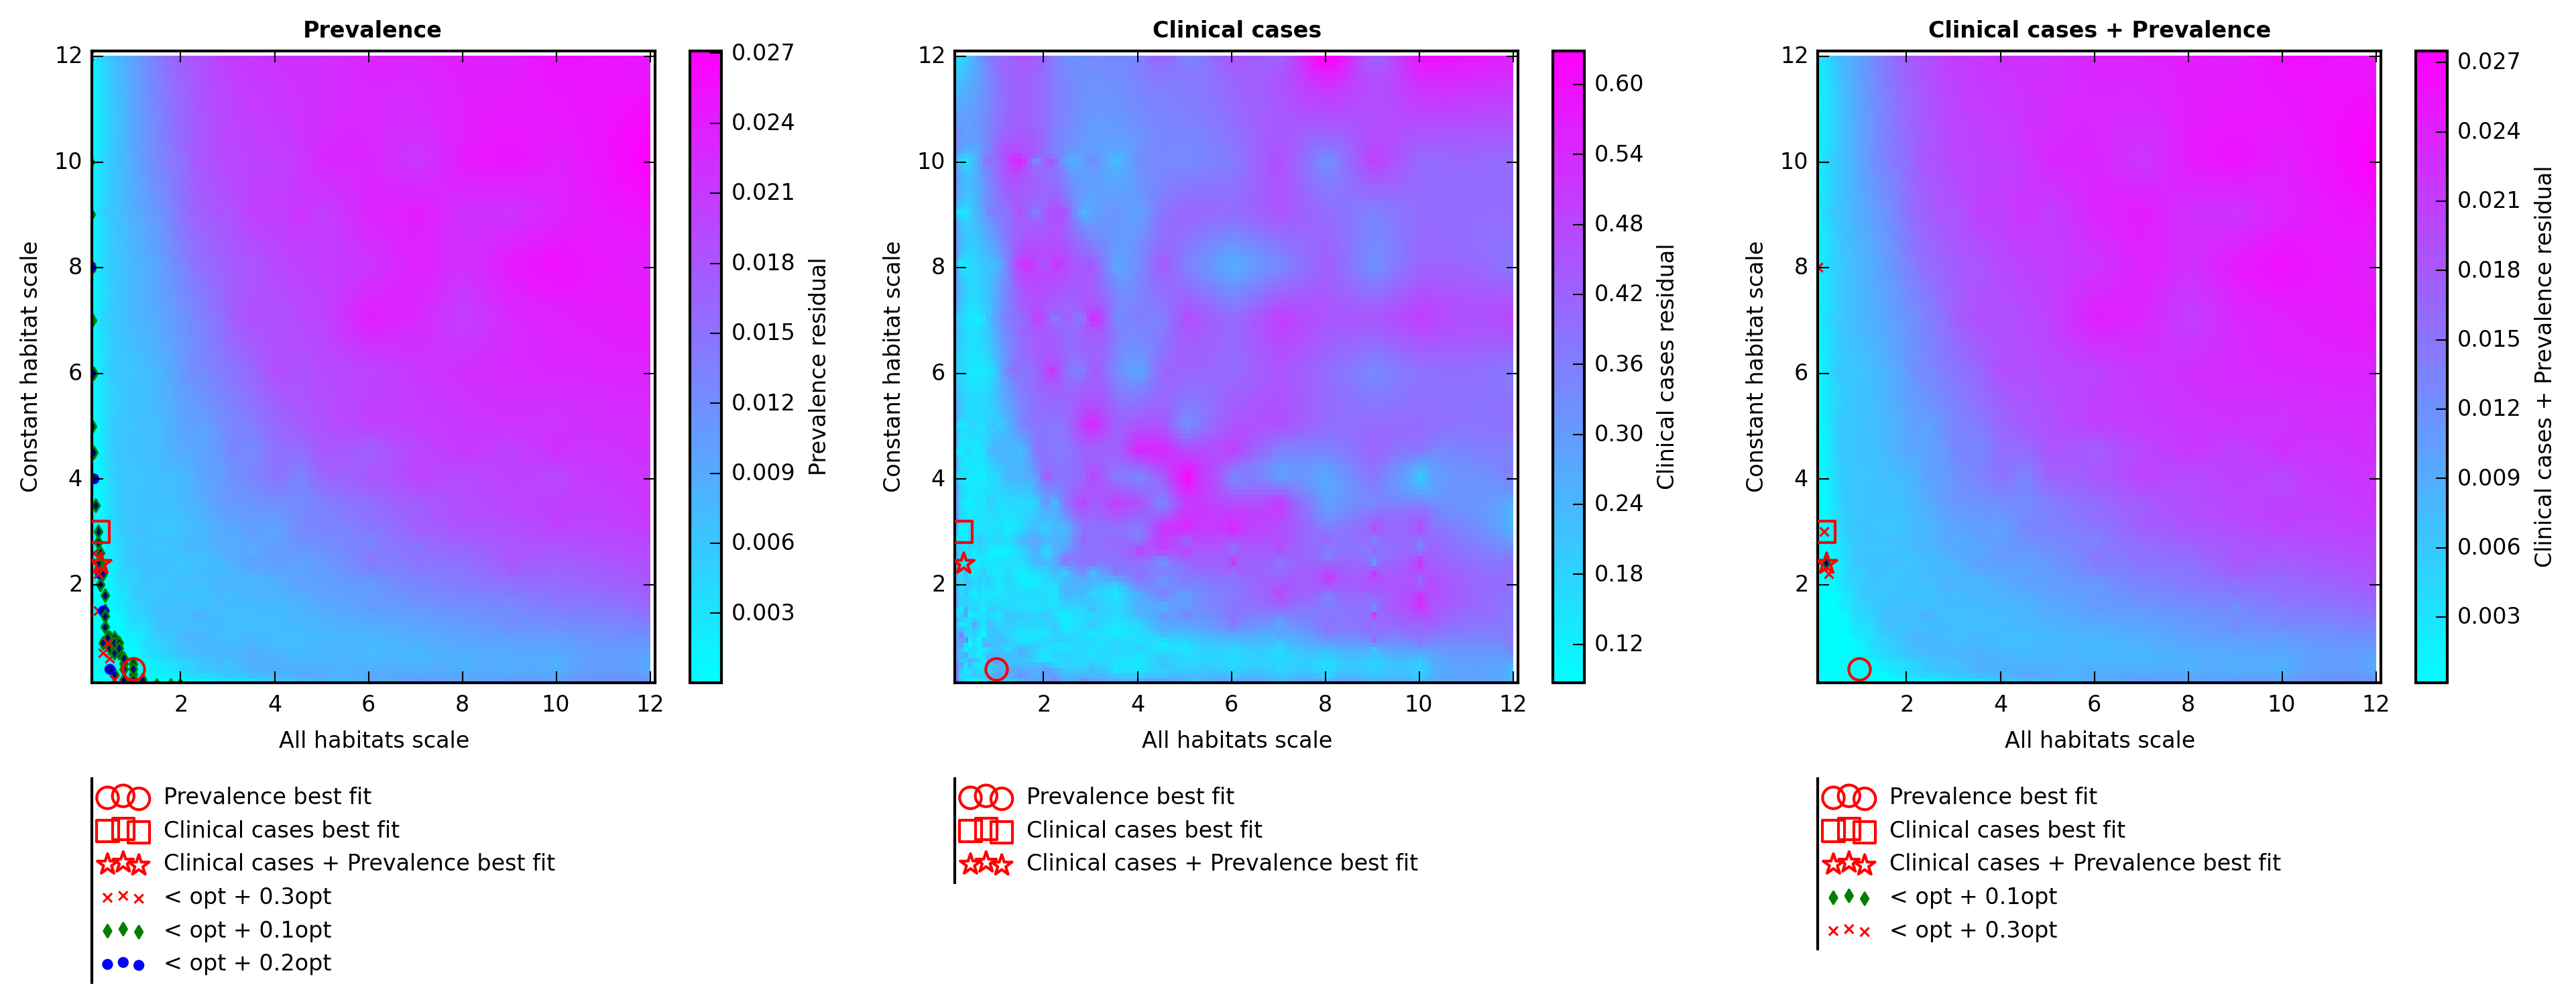 Prevalence
12
10
8
6
4
2
2 4 6 8 10 12
Constant habitat scale
All habitats scale
0.027
0.024
0.021
0.018
0.015
0.012
0.009
0.006
0.003
Prevalence residual
Prevalence best fit
Clinical cases best fit
Clinical cases + Prevalence best fit
< opt + 0.3opt
< opt + 0.1opt
< opt + 0.2opt
Clinical cases
12
10
8
6
4
2
2 4 6 8 10 12
Constant habitat scale
All habitats scale
0.60
0.54
0.48
0.42
0.36
0.30
0.24
0.18
0.12
Clinical cases residual
Prevalence best fit
Clinical cases best fit
Clinical cases + Prevalence best fit
Clinical cases + Prevalence
12
10
8
6
4
2
2 4 6 8 10 12
Constant habitat scale
All habitats scale
0.027
0.024
0.021
0.018
0.015
0.012
0.009
0.006
0.003
Clinical cases + Prevalence residual
Prevalence best fit
Clinical cases best fit
Clinical cases + Prevalence best fit
< opt + 0.1opt
< opt + 0.3opt